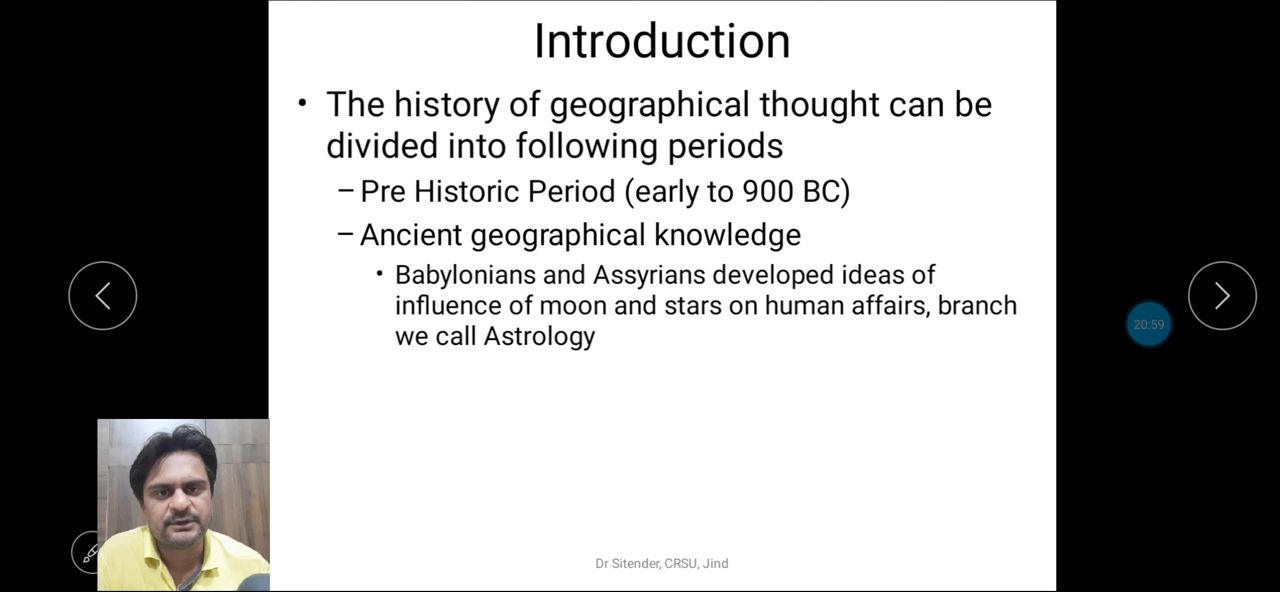 Introduction
• The history of geographical thought can be
divided into following periods
– Pre Historic Period (early to 900 BC)
– Ancient geographical knowledge
• Babylonians and Assyrians developed ideas of
influence of moon and stars on human affairs, branch
we call Astrology
20:59
Dr Sitender, CRSU, Jind